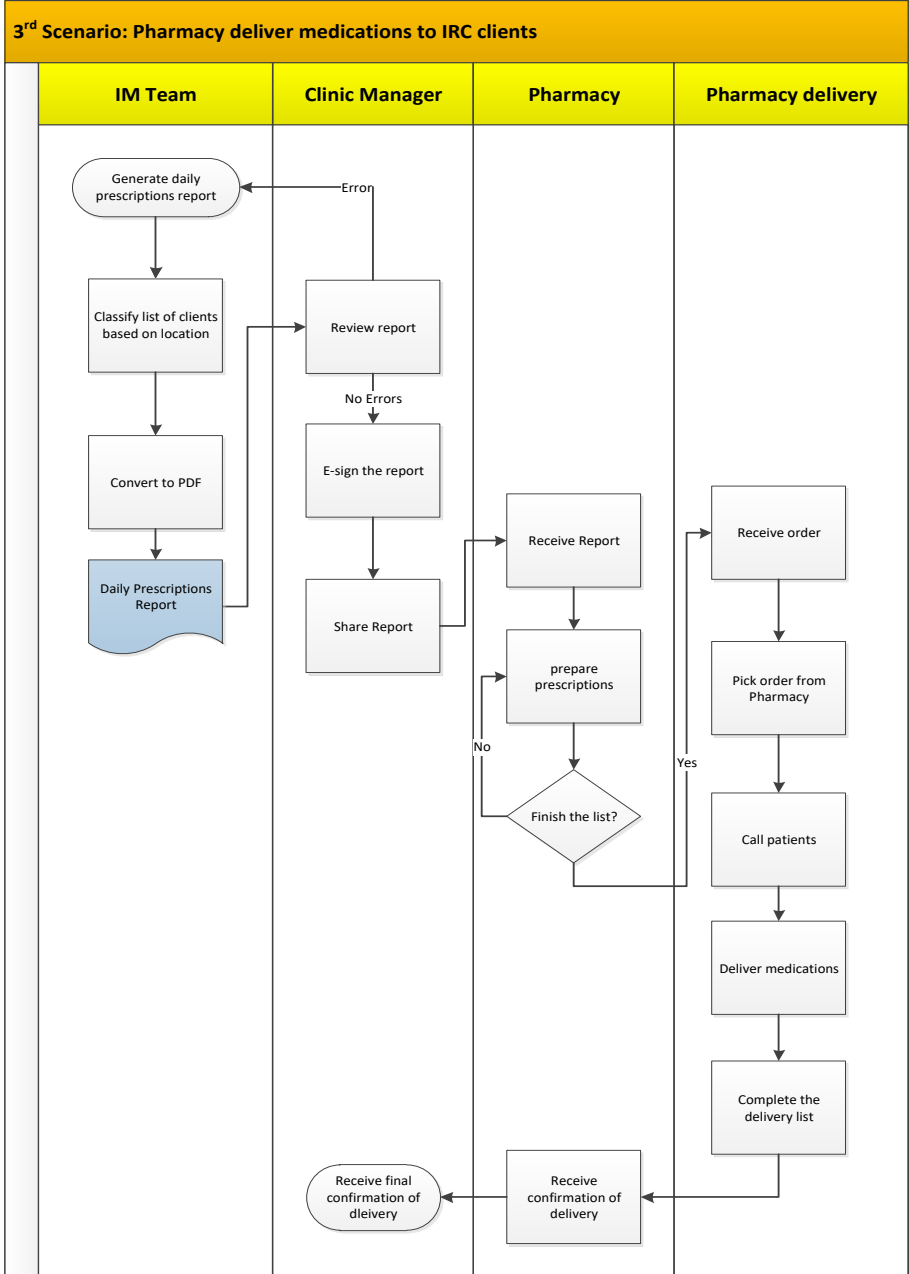 3rd Scenario: Pharmacy deliver medications to IRC clients
IM Team
Clinic Manager
Pharmacy
Pharmacy delivery
Generate daily
prescriptions report
Error
Classify list of clients
based on location
Review report
No Errors
Convert to PDF
E-sign the report
Daily Prescriptions
Report
Share Report
Receive Report
prepare
prescriptions
No
Finish the list?
Yes
Receive order
Pick order from
Pharmacy
Call patients
Deliver medications
Complete the
delivery list
Receive
confirmation of
delivery
Receive final
confirmation of
dleivery